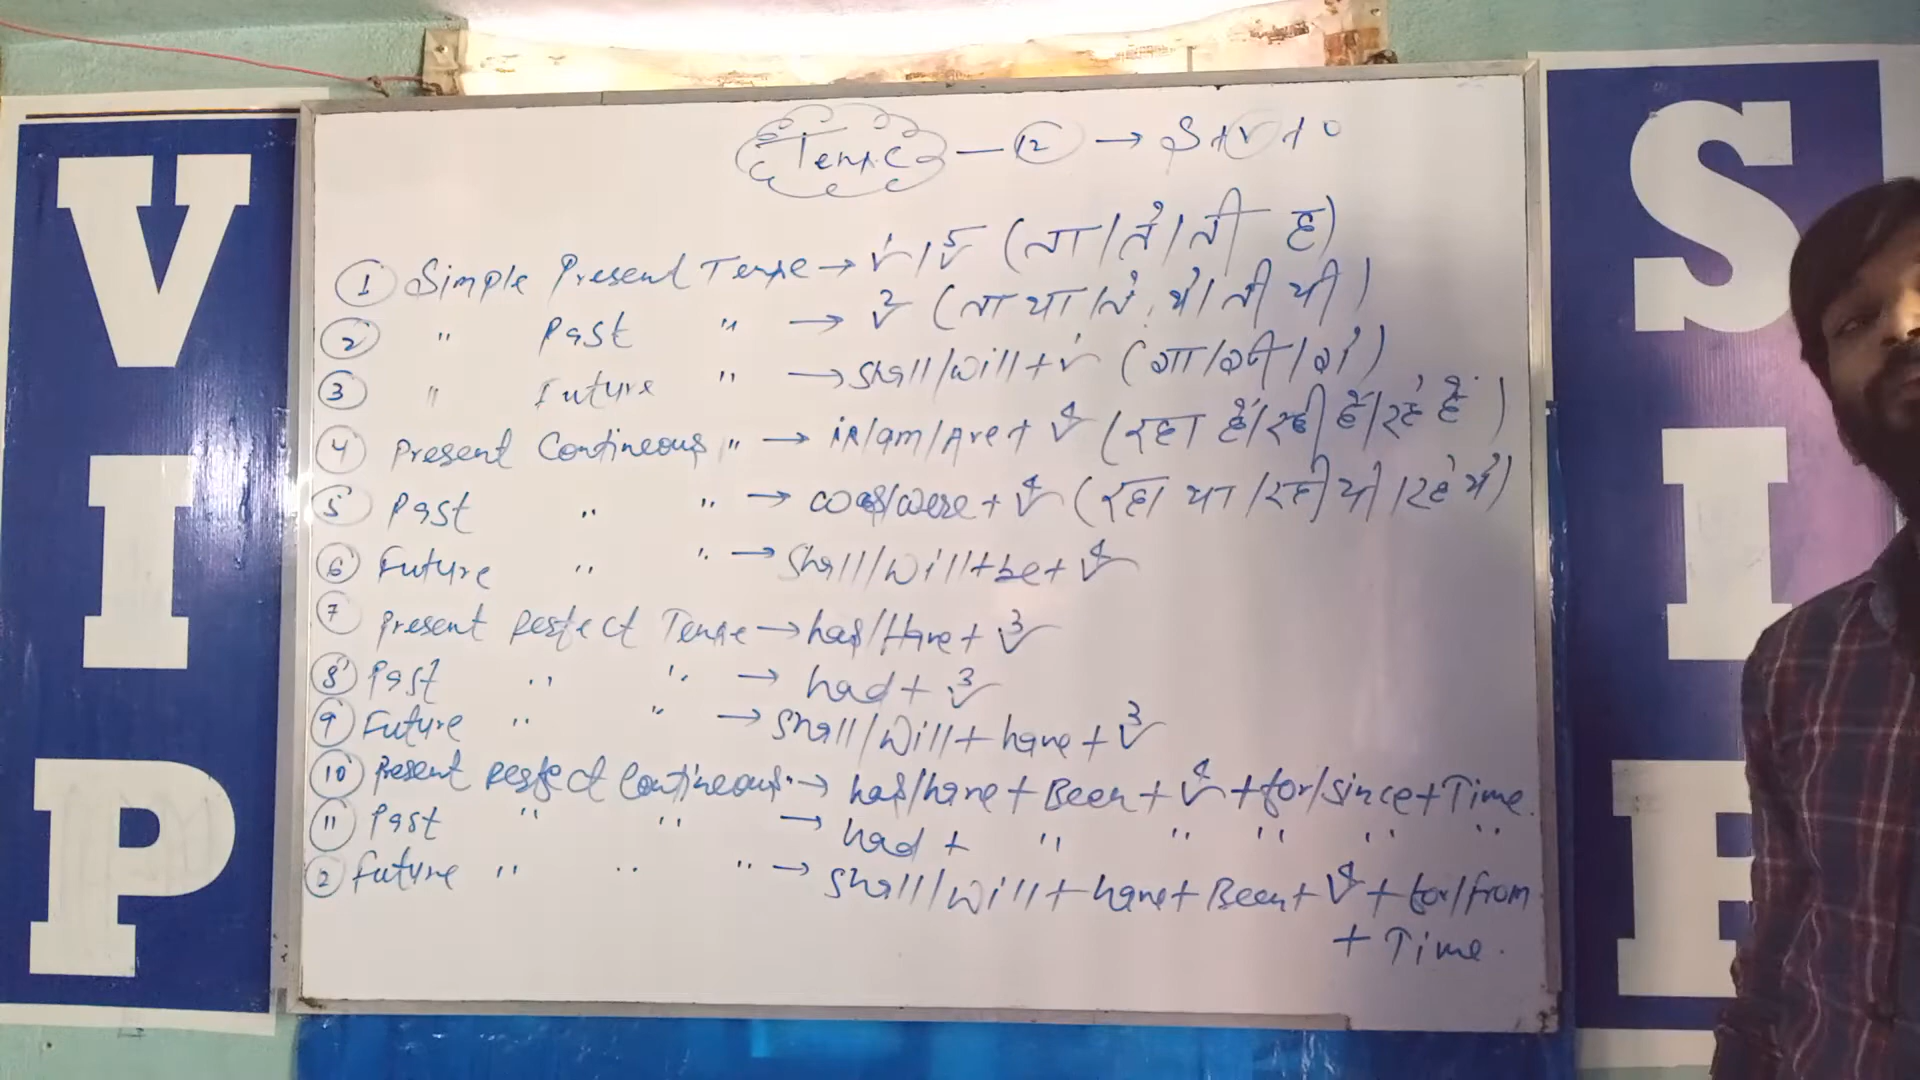 VIP
Tense — 12 → S+V+O
① Simple Present Tense → V¹/V⁵ (ता/ते/ती है)
② " Past " → V² (ता था/ते थे/ती थी)
③ " Future " → Shall/Will+V¹ (गा/गी/गे)
④ Present Contineous " → is/am/Are+V⁴ (रहा है/रही है/रहे हैं)
⑤ Past " " → was/were+V⁴ (रहा था/रही थी/रहे थे)
⑥ Future " " → Shall/Will+be+V⁴
⑦ Present Perfect Tense → has/Have+V³
⑧ Past " " → had+V³
⑨ Future " " → Shall/Will+have+V³
⑩ Present Perfect Contineous " → has/have+Been+V⁴+for/since+Time.
⑪ Past " " → had+ " " " " "
② Future " " " → Shall/Will+have+Been+V⁴+for/from
+ Time.
SI